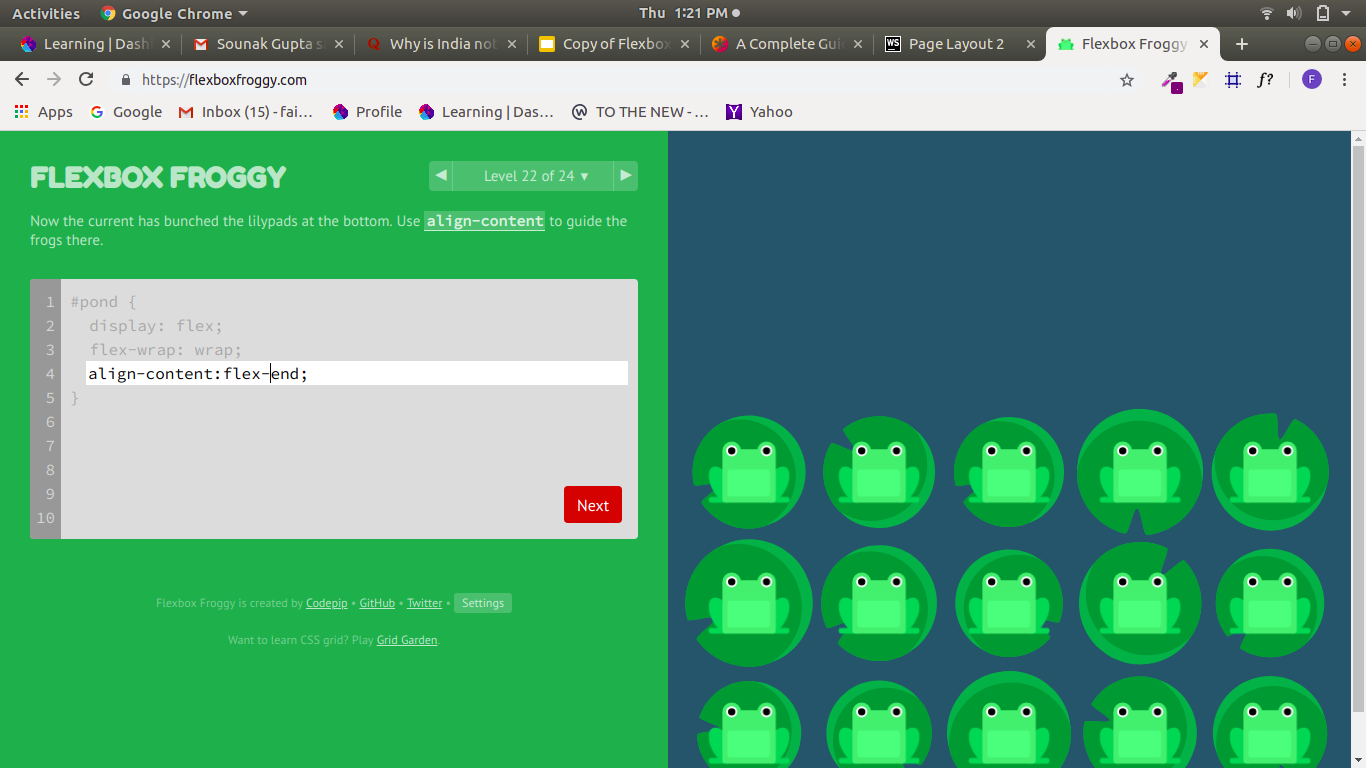 Activities Google Chrome Thu 1:21 PM
Learning | Dash Sounak Gupta s Why is India not Copy of Flexbox A Complete Gui WS Page Layout 2 Flexbox Froggy
https://flexboxfroggy.com f? F
Apps Google Inbox (15) - fai... Profile Learning | Das... TO THE NEW - ... Yahoo
FLEXBOX FROGGY
Level 22 of 24
Now the current has bunched the lilypads at the bottom. Use align-content to guide the
frogs there.
1 #pond {
2 display: flex;
3 flex-wrap: wrap;
4 align-content:flex-end;
5 }
6
7
8
9
10
Next
Flexbox Froggy is created by Codepip • GitHub • Twitter • Settings
Want to learn CSS grid? Play Grid Garden.